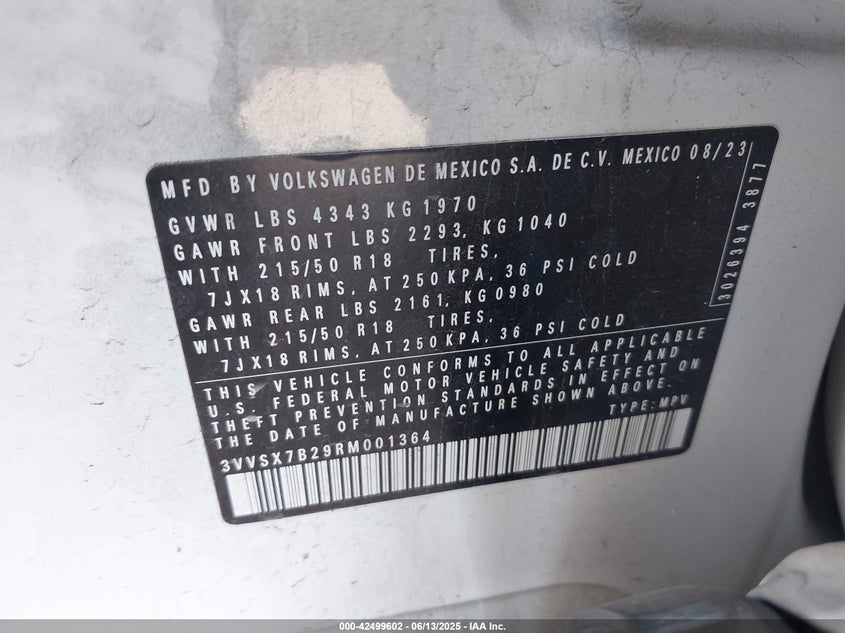 MFD BY VOLKSWAGEN DE MEXICO S.A. DE C.V. MEXICO 08/23
GVWR LBS 4343 KG 1970
GAWR FRONT LBS 2293, KG 1040
WITH 215/50 R18 TIRES,
7JX18 RIMS, AT 250 KPA, 36 PSI COLD
GAWR REAR LBS 2161, KG 0980
WITH 215/50 R18 TIRES,
7JX18 RIMS, AT 250 KPA, 36 PSI COLD
3026394 3877
THIS VEHICLE CONFORMS TO ALL APPLICABLE
U.S. FEDERAL MOTOR VEHICLE SAFETY AND
THEFT PREVENTION STANDARDS IN EFFECT ON
THE DATE OF MANUFACTURE SHOWN ABOVE.
TYPE: MPV
3VVSX7B29RM001364
000-42499602 - 06/13/2025 - IAA Inc.